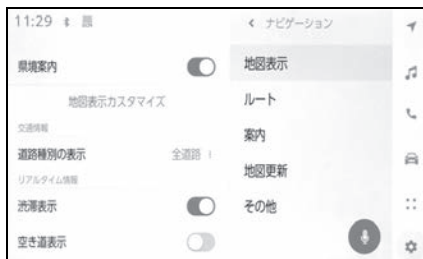 11:29
県境案内
地図表示カスタマイズ
交通情報
道路種別の表示 全道路
リアルタイム情報
渋滞表示
空き道表示
ナビゲーション
地図表示
ルート
案内
地図更新
その他